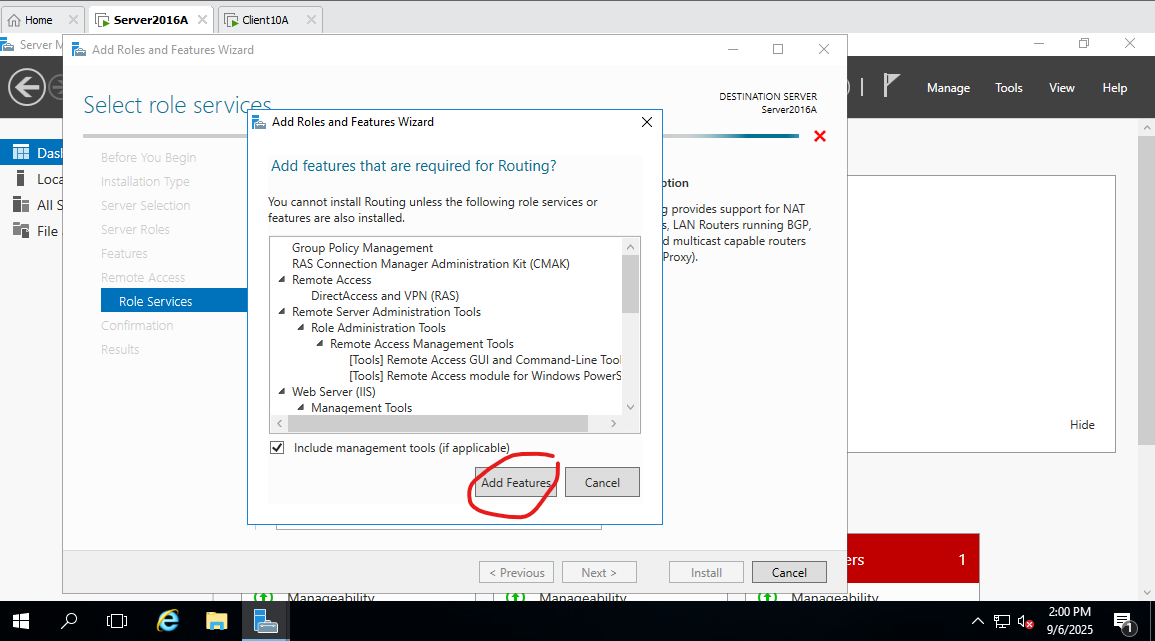 Home
Server2016A
Client10A
Server M
Add Roles and Features Wizard
Manage
Tools
View
Help
Select role services
DESTINATION SERVER
Server2016A
Dash
Loca
All S
File
Before You Begin
Installation Type
Server Selection
Server Roles
Features
Remote Access
Role Services
Confirmation
Results
Add Roles and Features Wizard
Add features that are required for Routing?
You cannot install Routing unless the following role services or
features are also installed.
Group Policy Management
RAS Connection Manager Administration Kit (CMAK)
Remote Access
DirectAccess and VPN (RAS)
Remote Server Administration Tools
Role Administration Tools
Remote Access Management Tools
[Tools] Remote Access GUI and Command-Line Tool
[Tools] Remote Access module for Windows PowerS
Web Server (IIS)
Management Tools
Include management tools (if applicable)
Add Features
Cancel
ption
g provides support for NAT
s, LAN Routers running BGP,
d multicast capable routers
Proxy).
Hide
< Previous
Next >
Install
Cancel
ers
1
Manageability
Manageability
Manageability
2:00 PM
9/6/2025
1